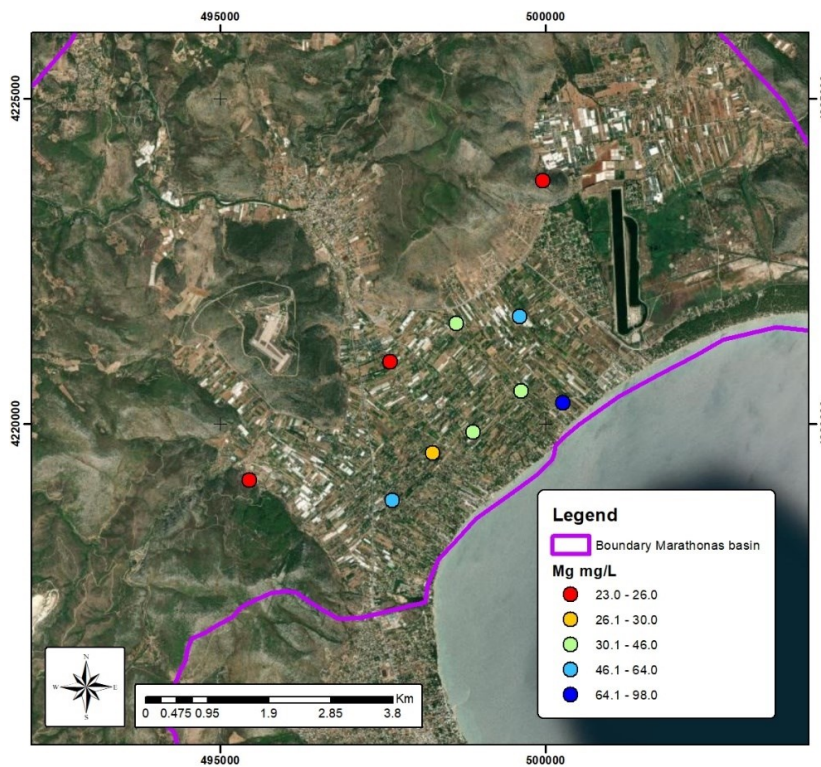 495000 500000
4225000
4220000
Legend
Boundary Marathonas basin
Mg mg/L
23.0 - 26.0
26.1 - 30.0
30.1 - 46.0
46.1 - 64.0
64.1 - 98.0
N
W E
S
Km
0 0.475 0.95 1.9 2.85 3.8
495000 500000